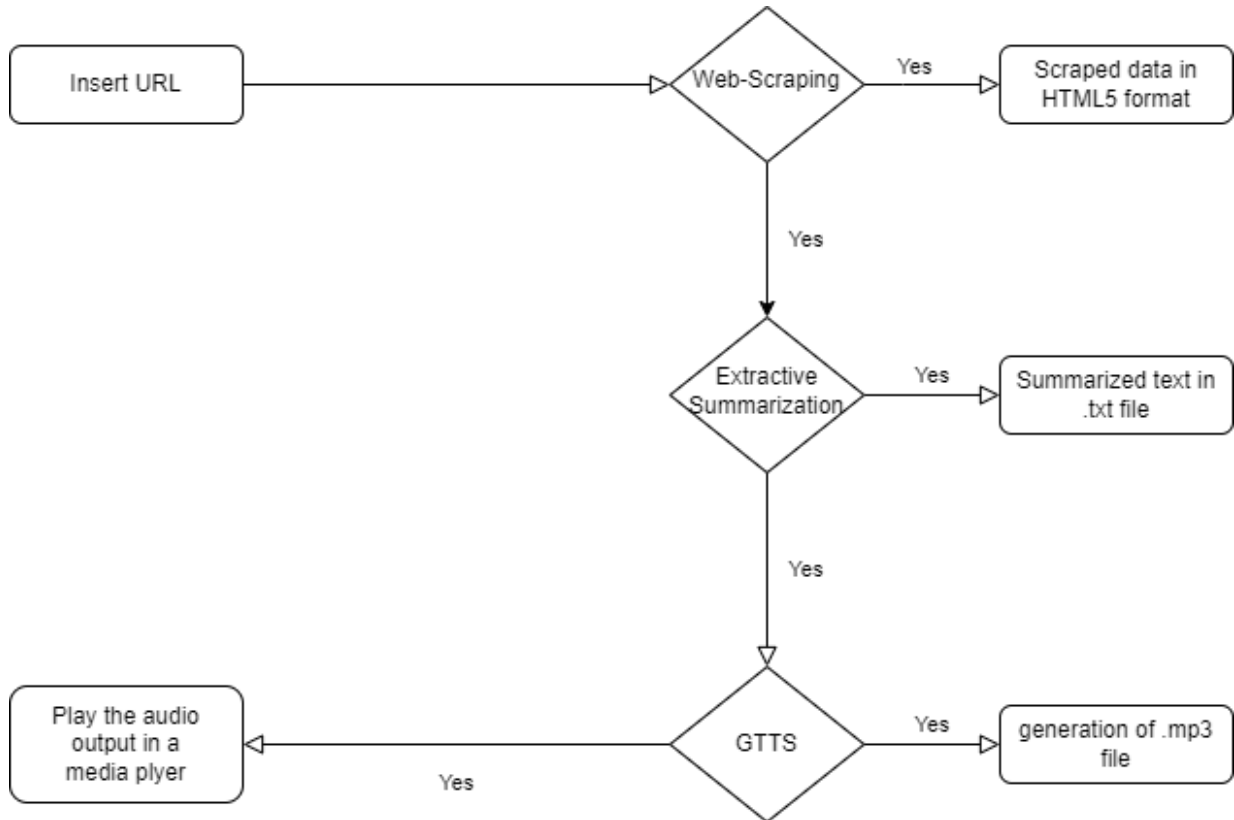 Insert URL
Web-Scraping
Yes
Scraped data in
HTML5 format
Yes
Extractive
Summarization
Yes
Summarized text in
.txt file
Yes
Play the audio
output in a
media plyer
Yes
GTTS
Yes
generation of .mp3
file